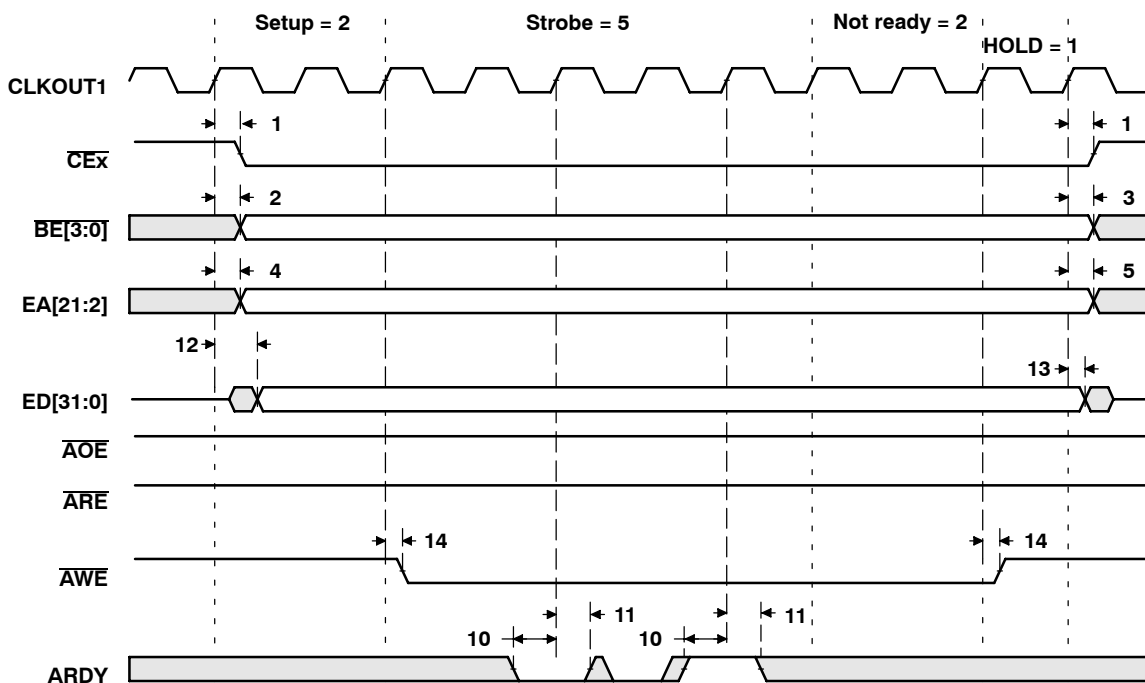 Setup = 2
Strobe = 5
Not ready = 2
HOLD = 1
CLKOUT1
1
1
CEx
2
3
BE[3:0]
4
5
EA[21:2]
12
13
ED[31:0]
AOE
ARE
14
14
AWE
10
11
10
11
ARDY